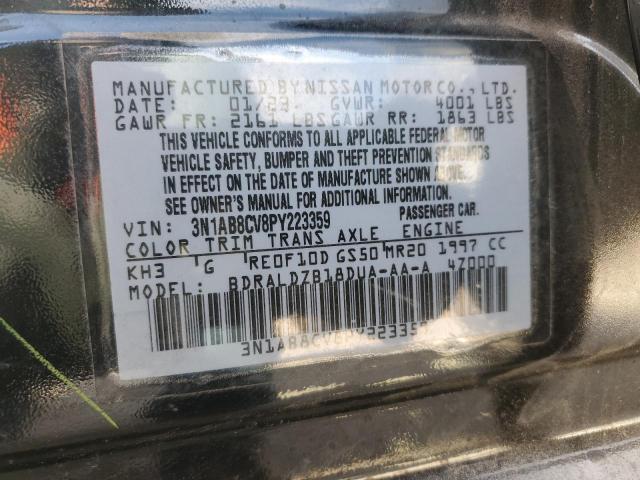 MANUFACTURED BY NISSAN MOTOR CO., LTD.
DATE: 01/23 GVWR: 4001 LBS
GAWR FR: 2161 LBS GAWR RR: 1863 LBS
THIS VEHICLE CONFORMS TO ALL APPLICABLE FEDERAL MOTOR
VEHICLE SAFETY, BUMPER AND THEFT PREVENTION STANDARDS
IN EFFECT ON THE DATE OF MANUFACTURE SHOWN ABOVE.
SEE OWNER'S MANUAL FOR ADDITIONAL INFORMATION.
VIN: 3N1AB8CV8PY223359 PASSENGER CAR.
COLOR TRIM TRANS AXLE ENGINE
KH3 G RE0F10D GS50 MR20 1997 CC
MODEL: BDRALDZB18DUA-AA-A 47000
3N1AB8CV8PY223359